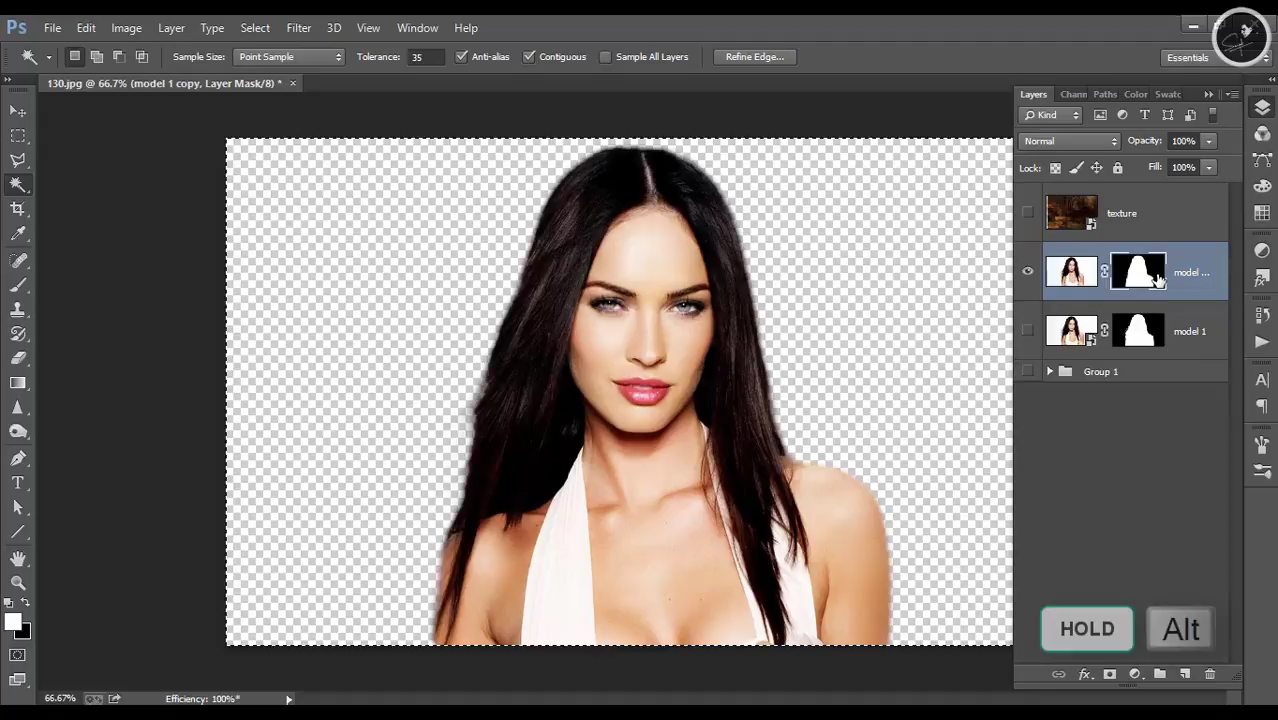 Ps File Edit Image Layer Type Select Filter 3D View Window Help
Sample Size: Point Sample Tolerance: 35 Anti-alias Contiguous Sample All Layers Refine Edge... Essentials
130.jpg @ 66.7% (model 1 copy, Layer Mask/8) * ×
Layers Chann Paths Color Swatc
Kind
Normal Opacity: 100%
Lock: Fill: 100%
texture
model ...
model 1
Group 1
HOLD Alt
66.67% Efficiency: 100%*